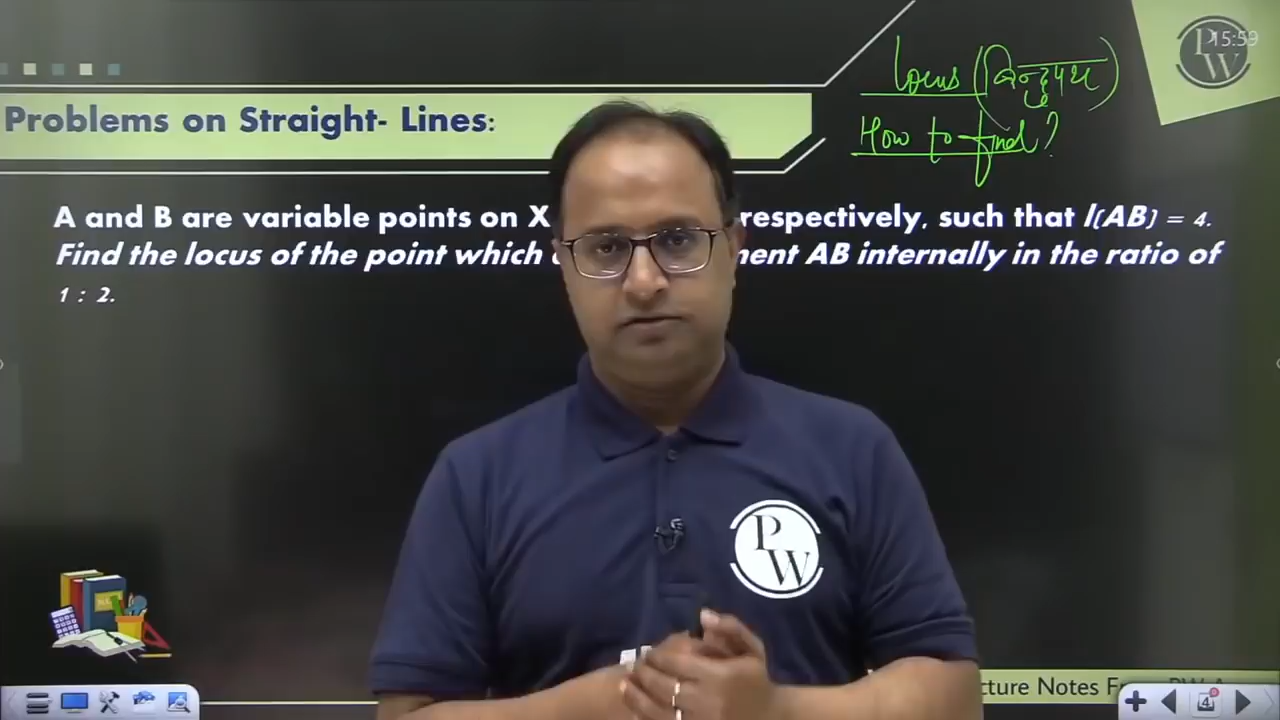 Locus (बिन्दुपथ)
How to find?
15:59
PW
Problems on Straight- Lines:
A and B are variable points on X respectively, such that l(AB) = 4.
Find the locus of the point which AB internally in the ratio of
1 : 2.
PW
cture Notes
4